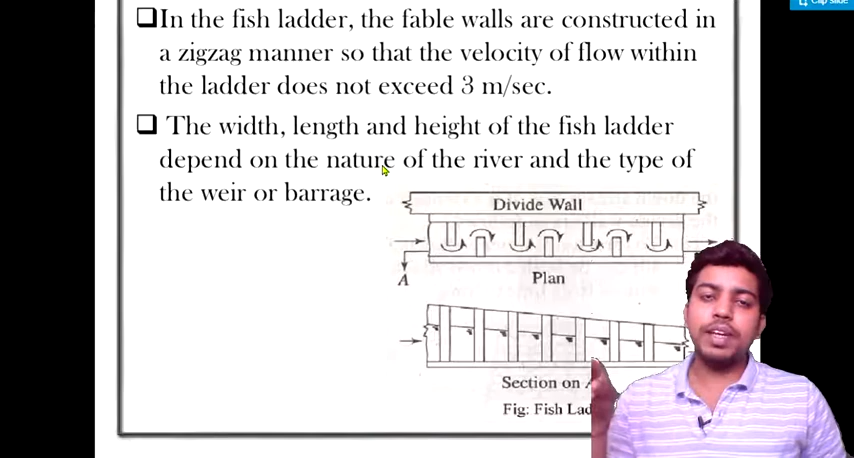 Clip slide
❑In the fish ladder, the fable walls are constructed in
a zigzag manner so that the velocity of flow within
the ladder does not exceed 3 m/sec.
❑ The width, length and height of the fish ladder
depend on the nature of the river and the type of
the weir or barrage.
Divide Wall
A
Plan
Section on
Fig: Fish Lad